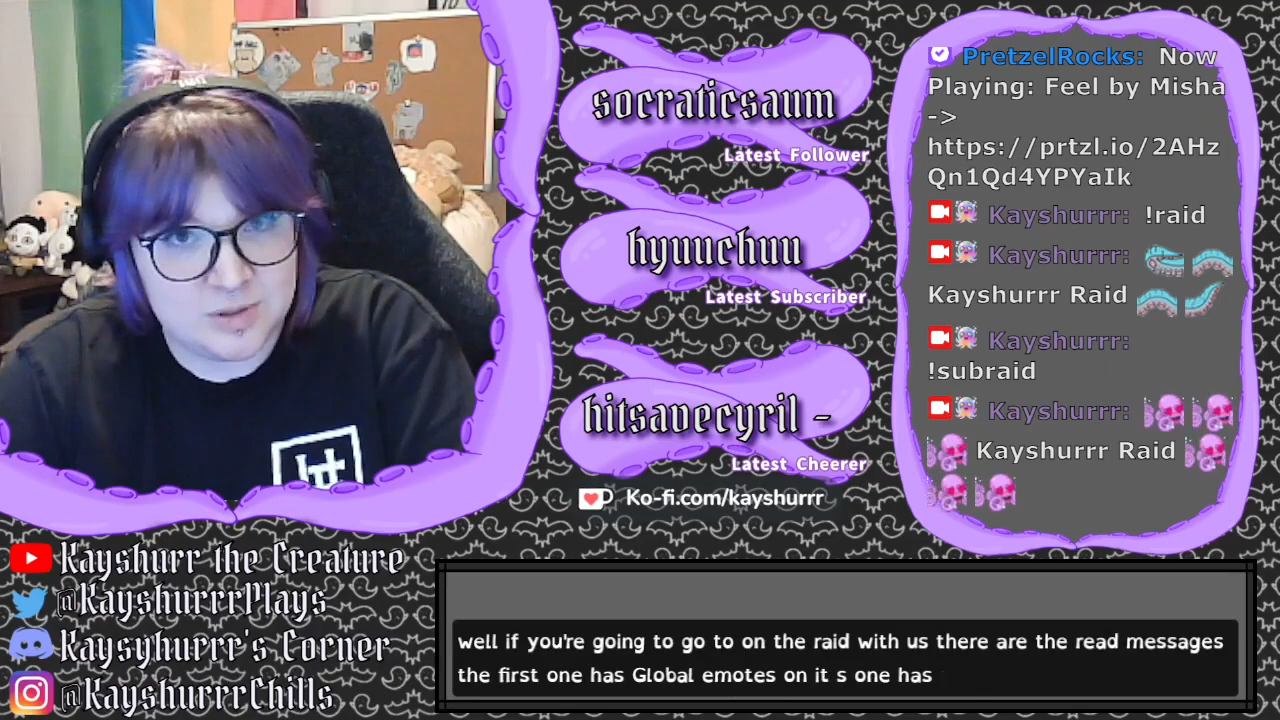 socraticsaum
Latest Follower
hyuuchuu
Latest Subscriber
hitsavecyril -
Latest Cheerer
Ko-fi.com/kayshurrr
PretzelRocks: Now
Playing: Feel by Misha
->
https://prtzl.io/2AHz
Qn1Qd4YPYaIk
Kayshurrr: !raid
Kayshurrr:
Kayshurrr Raid
Kayshurrr:
!subraid
Kayshurrr:
Kayshurrr Raid
Kayshurr the Creature
@KayshurrrPlays
Kaysyhurrr's Corner
@KayshurrrChills
well if you're going to go to on the raid with us there are the read messages
the first one has Global emotes on it s one has